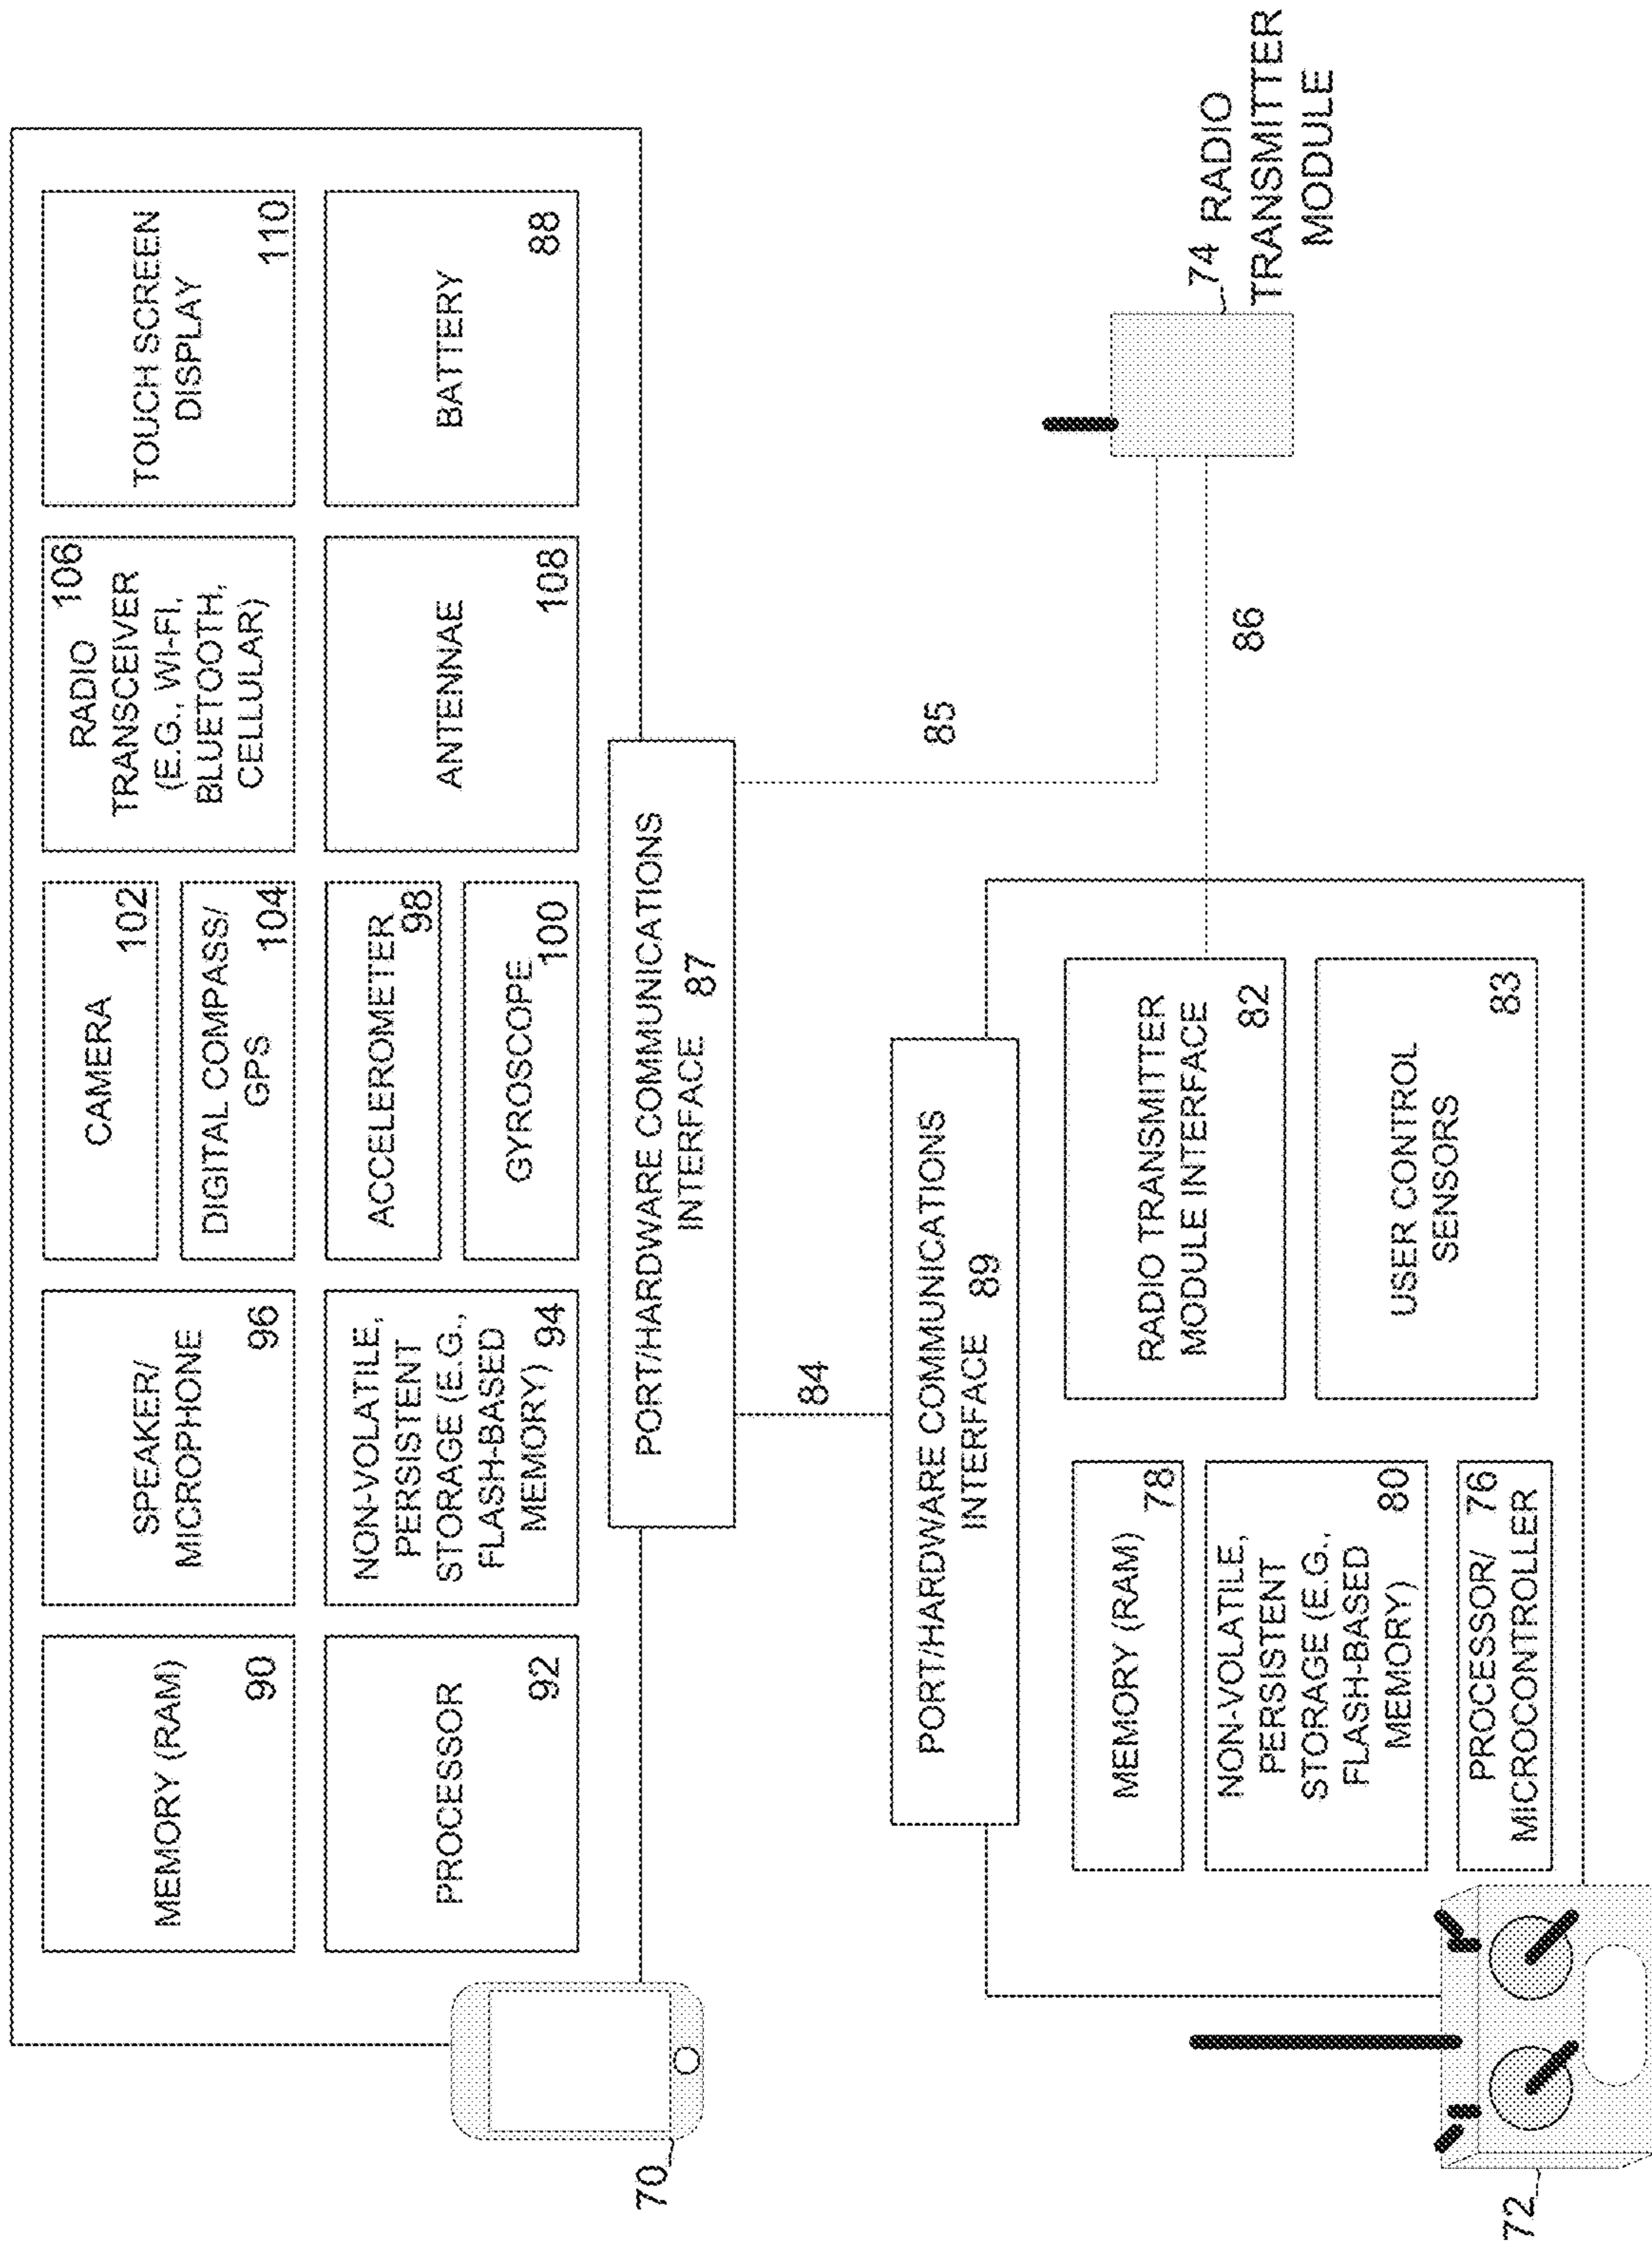 MEMORY (RAM)
90
SPEAKER/
MICROPHONE
96
CAMERA
102
DIGITAL COMPASS/
GPS 104
RADIO 106
TRANSCEIVER
(E.G., WI-FI,
BLUETOOTH,
CELLULAR)
TOUCH SCREEN
DISPLAY
110
PROCESSOR
92
NON-VOLATILE,
PERSISTENT
STORAGE (E.G.,
FLASH-BASED
MEMORY) 94
ACCELEROMETER
98
GYROSCOPE
100
ANTENNAE
108
BATTERY
88
70
PORT/HARDWARE COMMUNICATIONS
INTERFACE 87
84
85
PORT/HARDWARE COMMUNICATIONS
INTERFACE 89
MEMORY (RAM)
78
NON-VOLATILE,
PERSISTENT
STORAGE (E.G.,
FLASH-BASED
MEMORY) 80
PROCESSOR/ 76
MICROCONTROLLER
RADIO TRANSMITTER
MODULE INTERFACE
82
USER CONTROL
SENSORS
83
86
74 RADIO
TRANSMITTER
MODULE
72